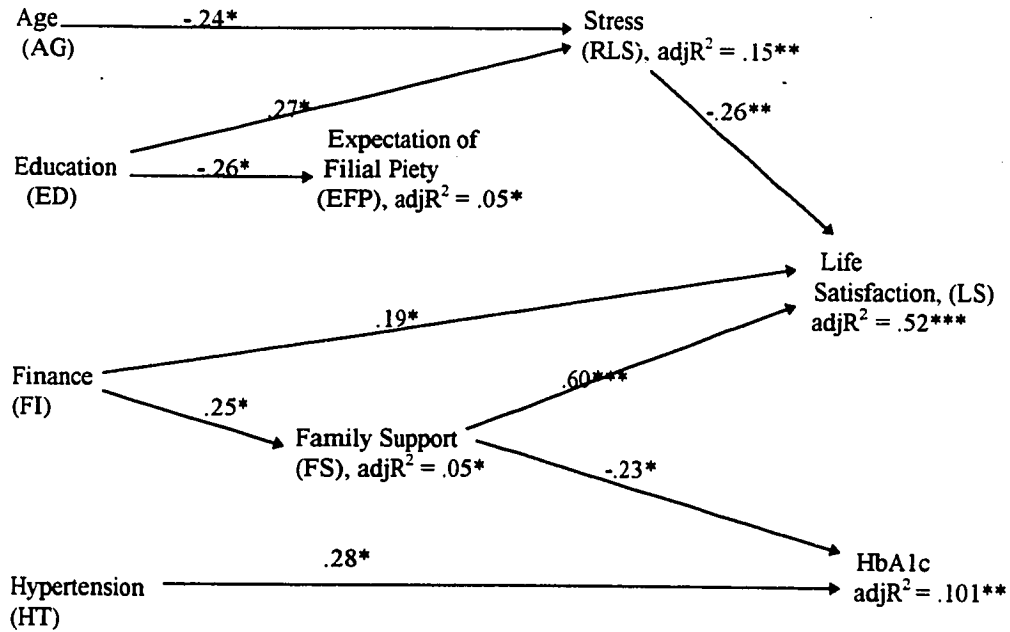 Age
(AG)
-.24*
Stress
(RLS), adjR² = .15**
.27*
-.26**
Education
(ED)
-.26*
Expectation of
Filial Piety
(EFP), adjR² = .05*
Life
Satisfaction, (LS)
adjR² = .52***
.19*
Finance
(FI)
.25*
.60***
Family Support
(FS), adjR² = .05*
-.23*
.28*
HbA1c
adjR² = .101**
Hypertension
(HT)